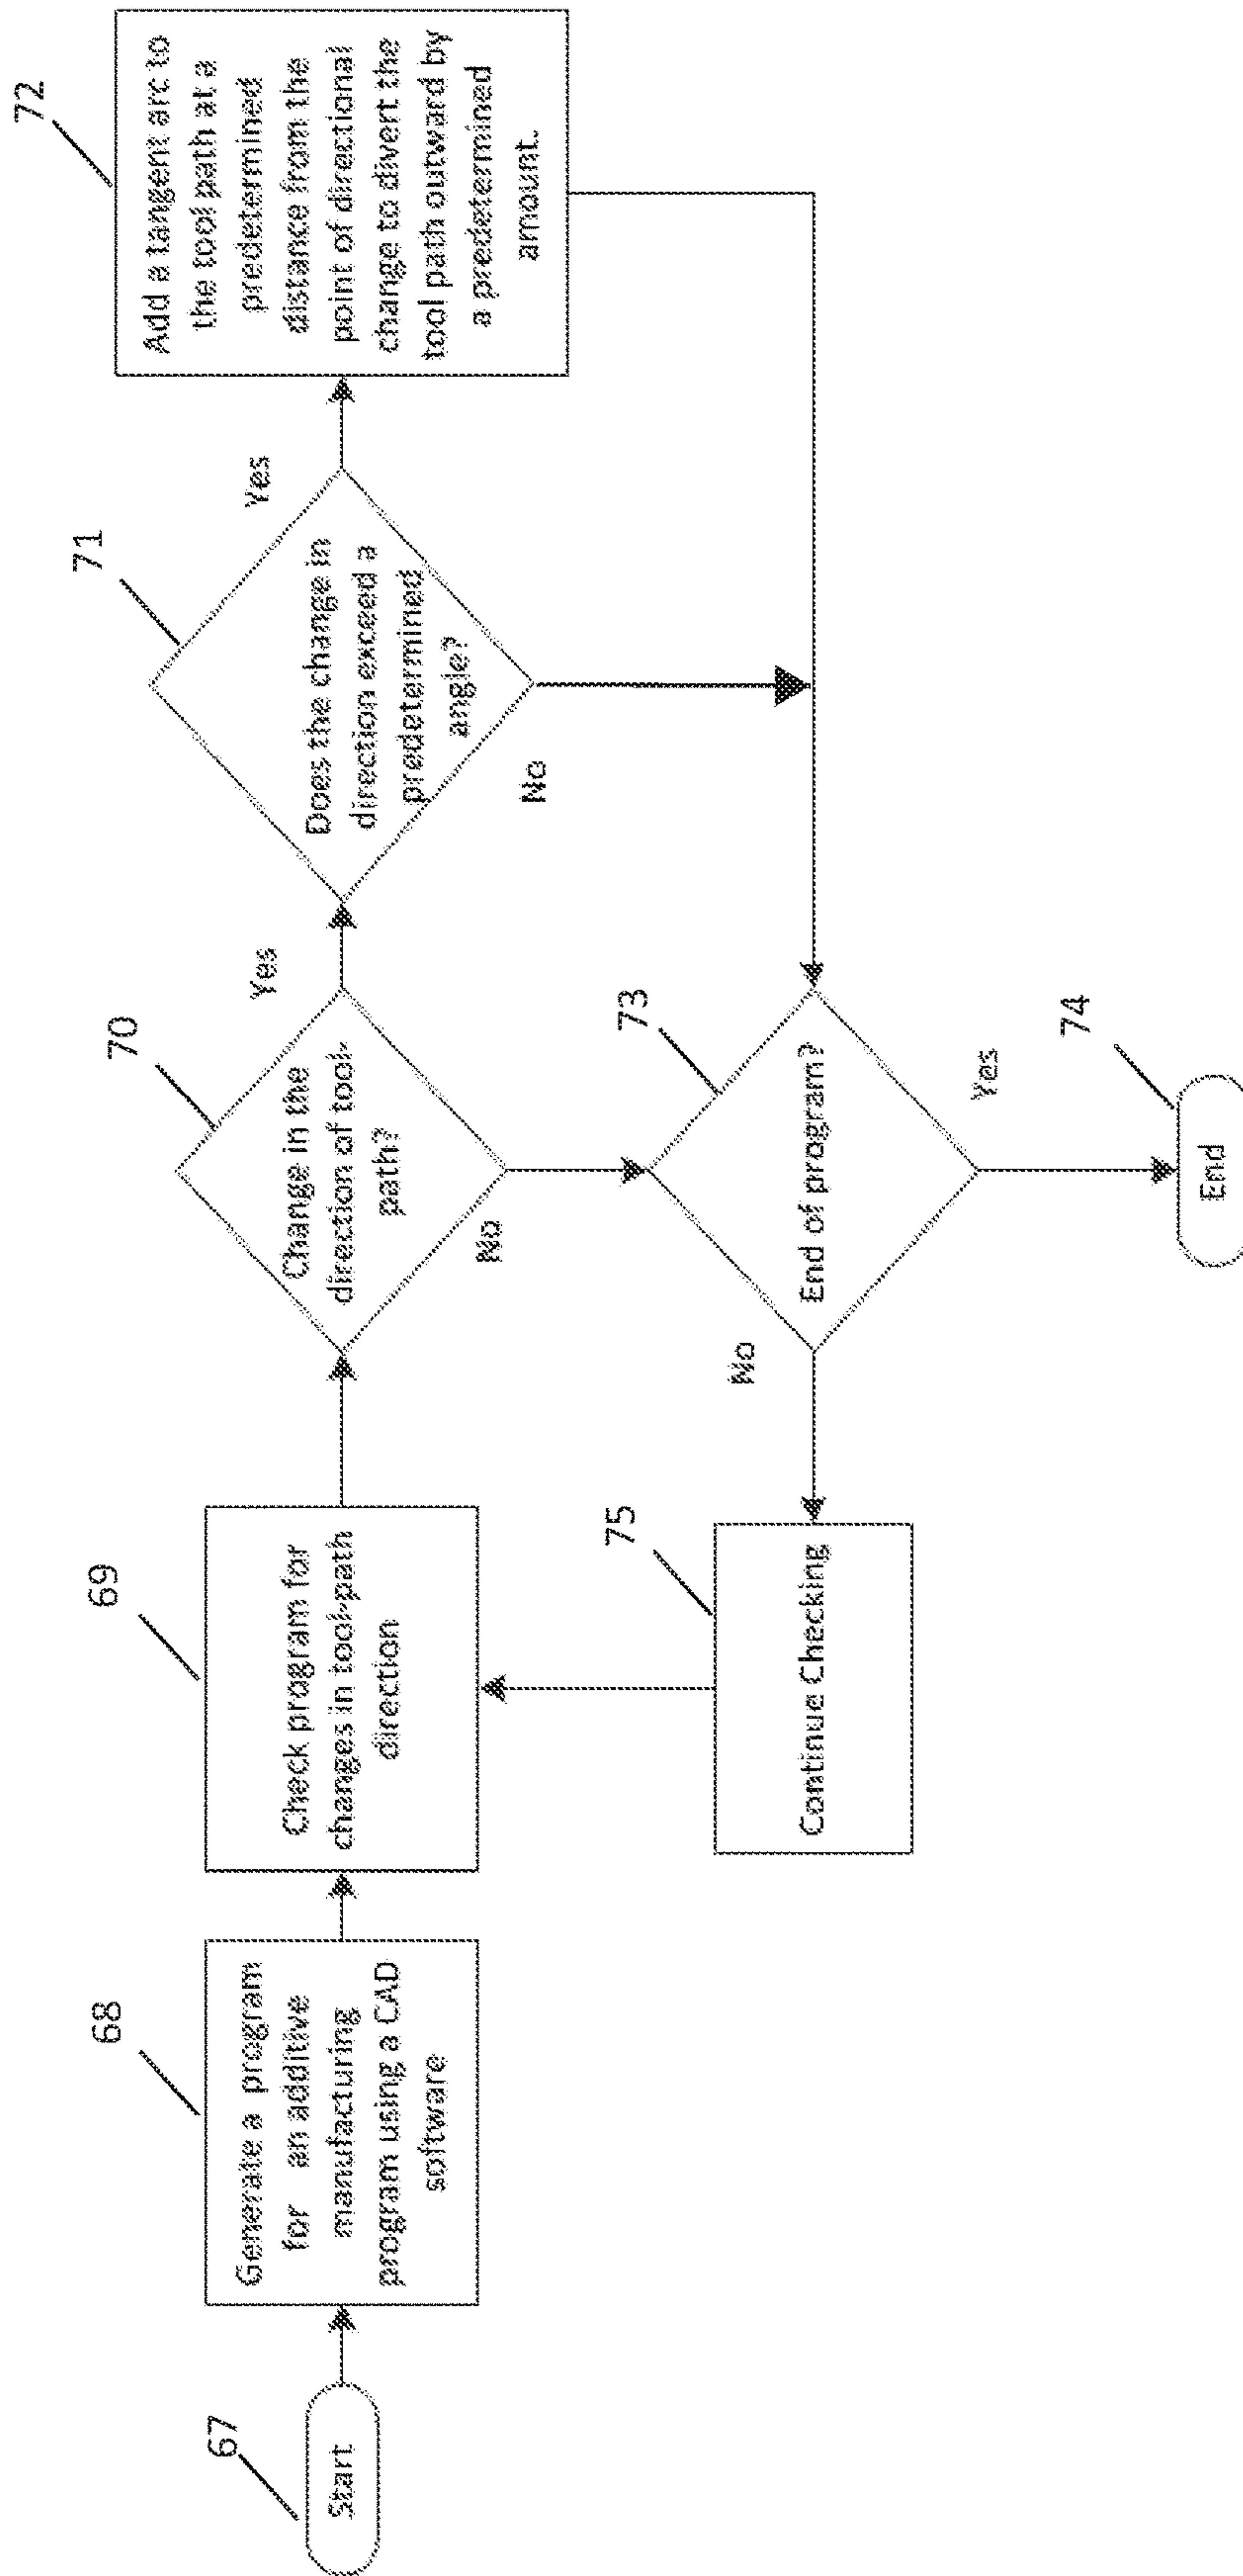 67
Start
68
Generate a program
for an additive
manufacturing
program using a CAD
software
69
Check program for
changes in tool-path
direction
70
Change in the
direction of tool-
path?
Yes
No
71
Does the change in
direction exceed a
predetermined
angle?
Yes
No
72
Add a tangent arc to
the tool path at a
predetermined
distance from the
point of directional
change to divert the
tool path outward by
a predetermined
amount.
73
End of program?
No
Yes
75
Continue Checking
74
End